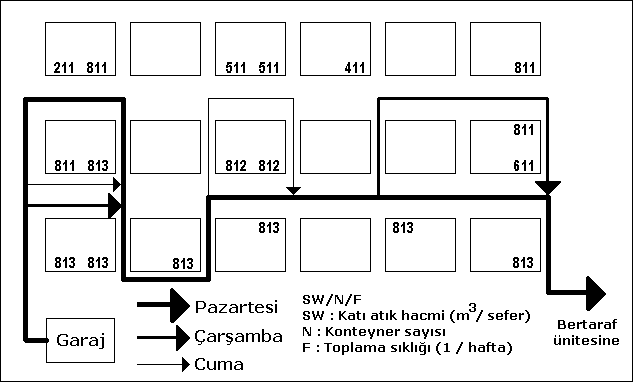 211 811 511 511 411 811
811
811 813 812 812 611
813 813
813 813 813 813
Garaj
Pazartesi
Çarşamba
Cuma
SW/N/F
SW : Katı atık hacmi (m3/ sefer)
N : Konteyner sayısı
F : Toplama sıklığı (1 / hafta)
Bertaraf
ünitesine